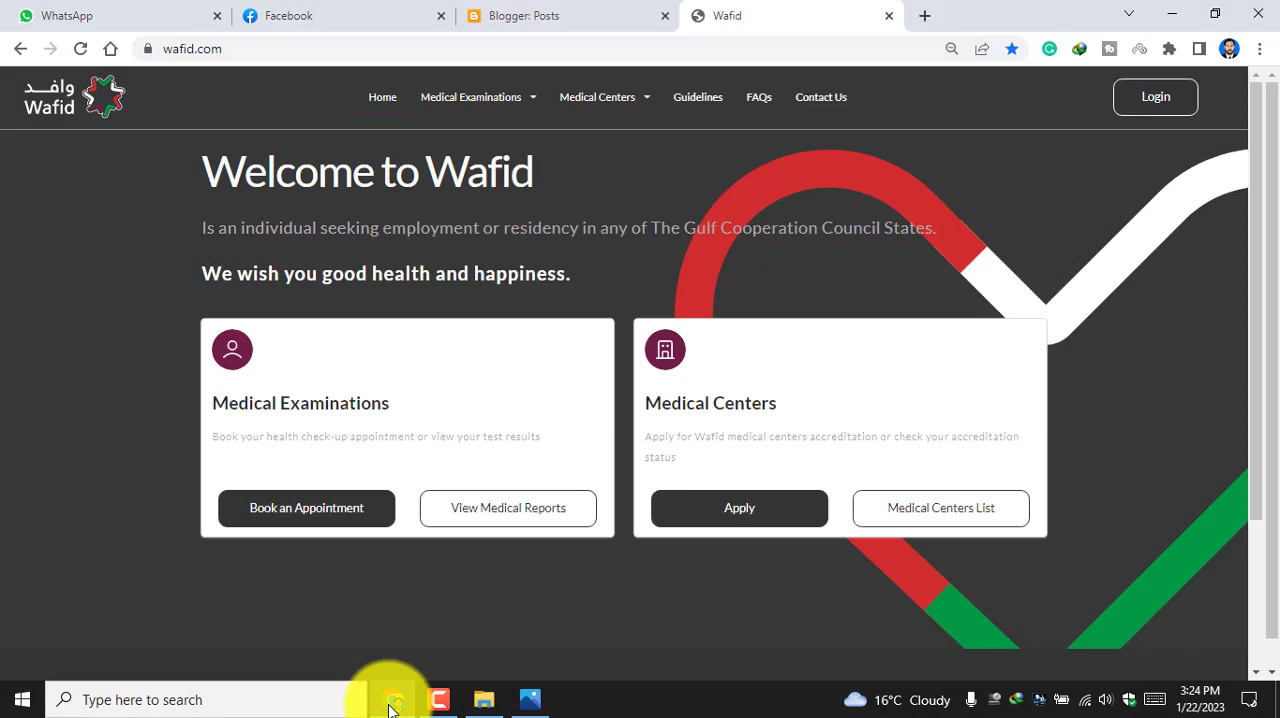 WhatsApp
Facebook
Blogger: Posts
Wafid
wafid.com
وافد
Wafid
Home
Medical Examinations
Medical Centers
Guidelines
FAQs
Contact Us
Login
Welcome to Wafid
Is an individual seeking employment or residency in any of The Gulf Cooperation Council States.
We wish you good health and happiness.
Medical Examinations
Book your health check-up appointment or view your test results
Book an Appointment
View Medical Reports
Medical Centers
Apply for Wafid medical centers accreditation or check your accreditation
status
Apply
Medical Centers List
Type here to search
16°C Cloudy
3:24 PM
1/22/2023